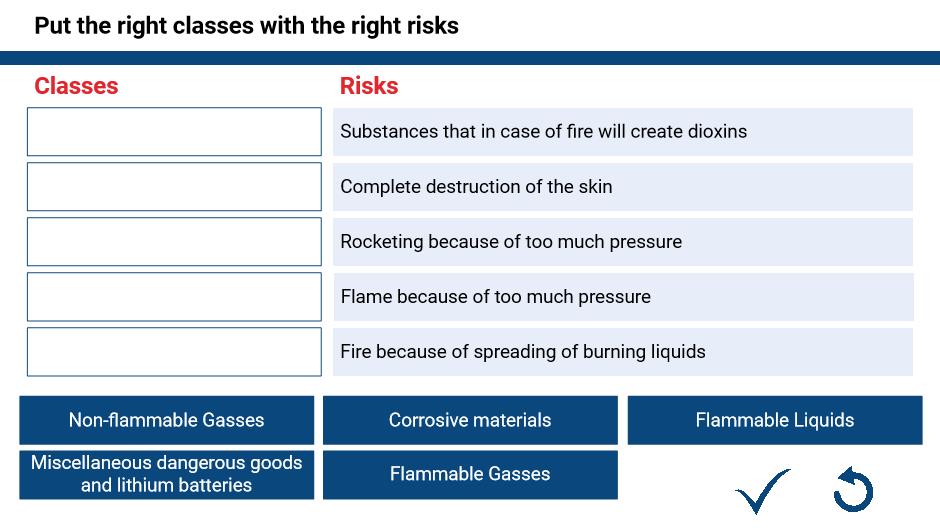 Put the right classes with the right risks
Classes
Risks
Substances that in case of fire will create dioxins
Complete destruction of the skin
Rocketing because of too much pressure
Flame because of too much pressure
Fire because of spreading of burning liquids
Non-flammable Gasses
Corrosive materials
Flammable Liquids
Miscellaneous dangerous goods
and lithium batteries
Flammable Gasses